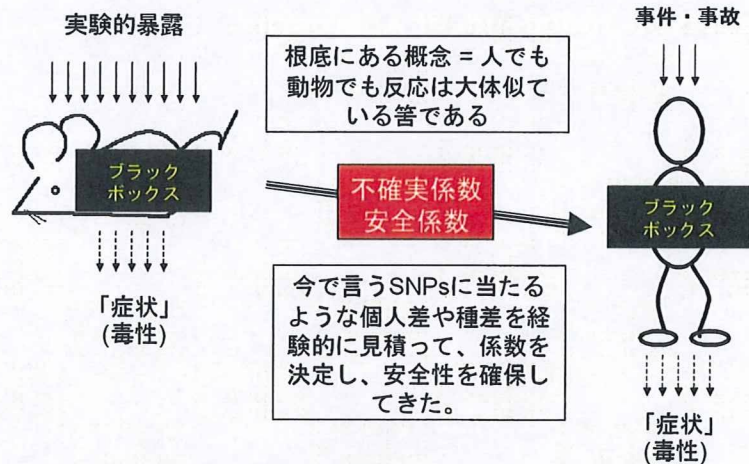 実験的暴露
ブラック
ボックス
「症状」
(毒性)
根底にある概念 = 人でも
動物でも反応は大体似て
いる筈である
不確実係数
安全係数
今で言うSNPsに当たる
ような個人差や種差を経
験的に見積って、係数を
決定し、安全性を確保し
てきた。
事件・事故
ブラック
ボックス
「症状」
(毒性)